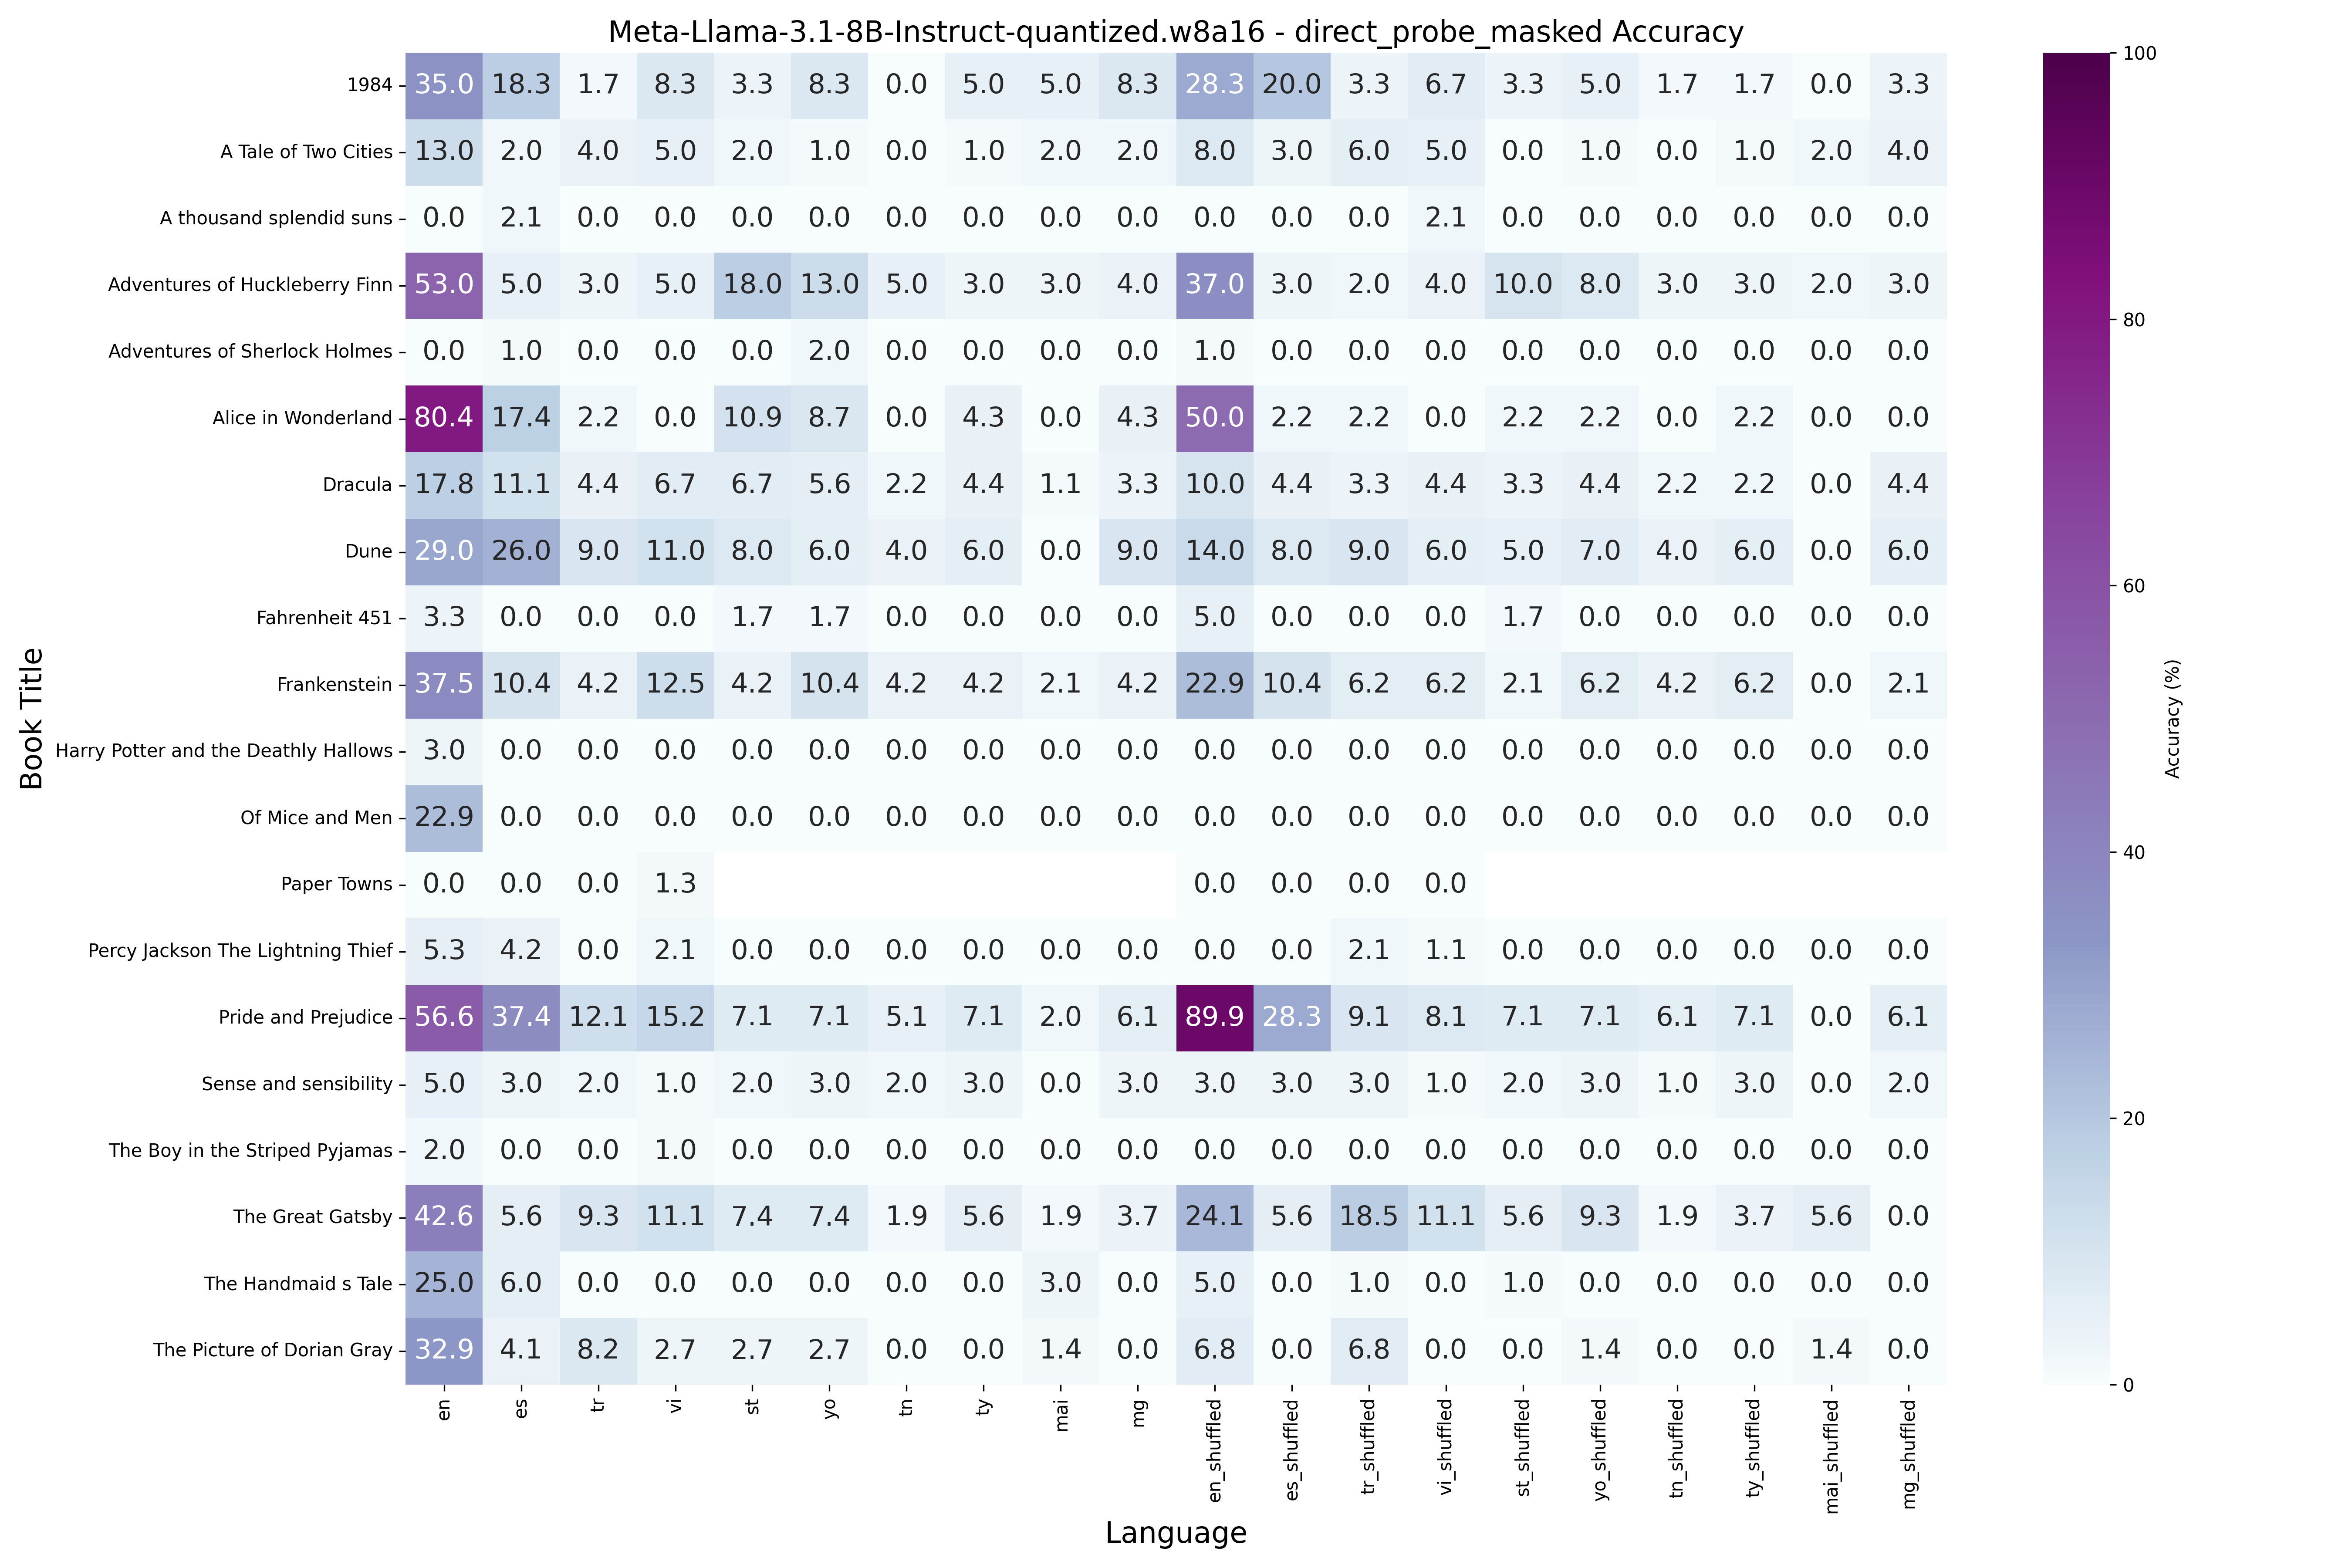 Meta-Llama-3.1-8B-Instruct-quantized.w8a16 - direct_probe_masked Accuracy
Book Title
1984 35.0 18.3 1.7 8.3 3.3 8.3 0.0 5.0 5.0 8.3 28.3 20.0 3.3 6.7 3.3 5.0 1.7 1.7 0.0 3.3
A Tale of Two Cities 13.0 2.0 4.0 5.0 2.0 1.0 0.0 1.0 2.0 2.0 8.0 3.0 6.0 5.0 0.0 1.0 0.0 1.0 2.0 4.0
A thousand splendid suns 0.0 2.1 0.0 0.0 0.0 0.0 0.0 0.0 0.0 0.0 0.0 0.0 0.0 2.1 0.0 0.0 0.0 0.0 0.0 0.0
Adventures of Huckleberry Finn 53.0 5.0 3.0 5.0 18.0 13.0 5.0 3.0 3.0 4.0 37.0 3.0 2.0 4.0 10.0 8.0 3.0 3.0 2.0 3.0
Adventures of Sherlock Holmes 0.0 1.0 0.0 0.0 0.0 2.0 0.0 0.0 0.0 0.0 1.0 0.0 0.0 0.0 0.0 0.0 0.0 0.0 0.0 0.0
Alice in Wonderland 80.4 17.4 2.2 0.0 10.9 8.7 0.0 4.3 0.0 4.3 50.0 2.2 2.2 0.0 2.2 2.2 0.0 2.2 0.0 0.0
Dracula 17.8 11.1 4.4 6.7 6.7 5.6 2.2 4.4 1.1 3.3 10.0 4.4 3.3 4.4 3.3 4.4 2.2 2.2 0.0 4.4
Dune 29.0 26.0 9.0 11.0 8.0 6.0 4.0 6.0 0.0 9.0 14.0 8.0 9.0 6.0 5.0 7.0 4.0 6.0 0.0 6.0
Fahrenheit 451 3.3 0.0 0.0 0.0 1.7 1.7 0.0 0.0 0.0 0.0 5.0 0.0 0.0 0.0 1.7 0.0 0.0 0.0 0.0 0.0
Frankenstein 37.5 10.4 4.2 12.5 4.2 10.4 4.2 4.2 2.1 4.2 22.9 10.4 6.2 6.2 2.1 6.2 4.2 6.2 0.0 2.1
Harry Potter and the Deathly Hallows 3.0 0.0 0.0 0.0 0.0 0.0 0.0 0.0 0.0 0.0 0.0 0.0 0.0 0.0 0.0 0.0 0.0 0.0 0.0 0.0
Of Mice and Men 22.9 0.0 0.0 0.0 0.0 0.0 0.0 0.0 0.0 0.0 0.0 0.0 0.0 0.0 0.0 0.0 0.0 0.0 0.0 0.0
Paper Towns 0.0 0.0 0.0 1.3 0.0 0.0 0.0 0.0
Percy Jackson The Lightning Thief 5.3 4.2 0.0 2.1 0.0 0.0 0.0 0.0 0.0 0.0 0.0 0.0 2.1 1.1 0.0 0.0 0.0 0.0 0.0 0.0
Pride and Prejudice 56.6 37.4 12.1 15.2 7.1 7.1 5.1 7.1 2.0 6.1 89.9 28.3 9.1 8.1 7.1 7.1 6.1 7.1 0.0 6.1
Sense and sensibility 5.0 3.0 2.0 1.0 2.0 3.0 2.0 3.0 0.0 3.0 3.0 3.0 3.0 1.0 2.0 3.0 1.0 3.0 0.0 2.0
The Boy in the Striped Pyjamas 2.0 0.0 0.0 1.0 0.0 0.0 0.0 0.0 0.0 0.0 0.0 0.0 0.0 0.0 0.0 0.0 0.0 0.0 0.0 0.0
The Great Gatsby 42.6 5.6 9.3 11.1 7.4 7.4 1.9 5.6 1.9 3.7 24.1 5.6 18.5 11.1 5.6 9.3 1.9 3.7 5.6 0.0
The Handmaid s Tale 25.0 6.0 0.0 0.0 0.0 0.0 0.0 0.0 3.0 0.0 5.0 0.0 1.0 0.0 1.0 0.0 0.0 0.0 0.0 0.0
The Picture of Dorian Gray 32.9 4.1 8.2 2.7 2.7 2.7 0.0 0.0 1.4 0.0 6.8 0.0 6.8 0.0 0.0 1.4 0.0 0.0 1.4 0.0
en es tr vi st yo tn ty mai mg en_shuffled es_shuffled tr_shuffled vi_shuffled st_shuffled yo_shuffled tn_shuffled ty_shuffled mai_shuffled mg_shuffled
Language
100
80
60
40
20
0
Accuracy (%)